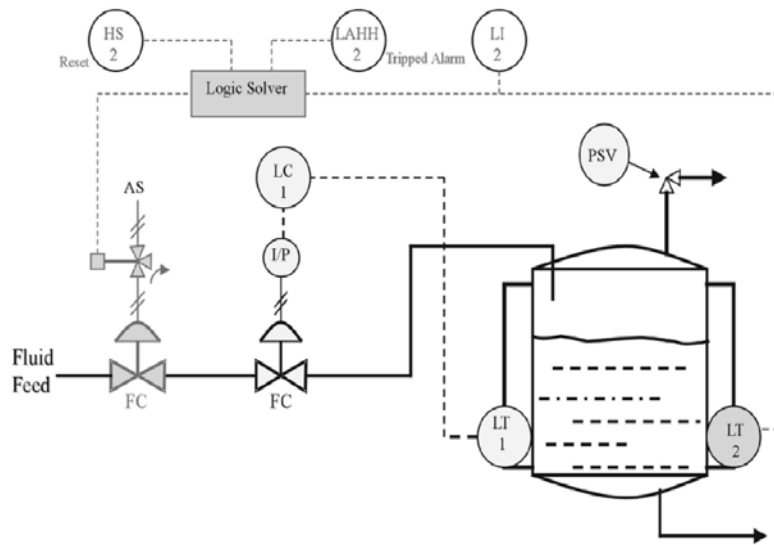 HS
2
Reset
LAHH
2
Tripped Alarm
LI
2
Logic Solver
PSV
LC
1
AS
I/P
Fluid
Feed
FC
FC
LT
1
LT
2